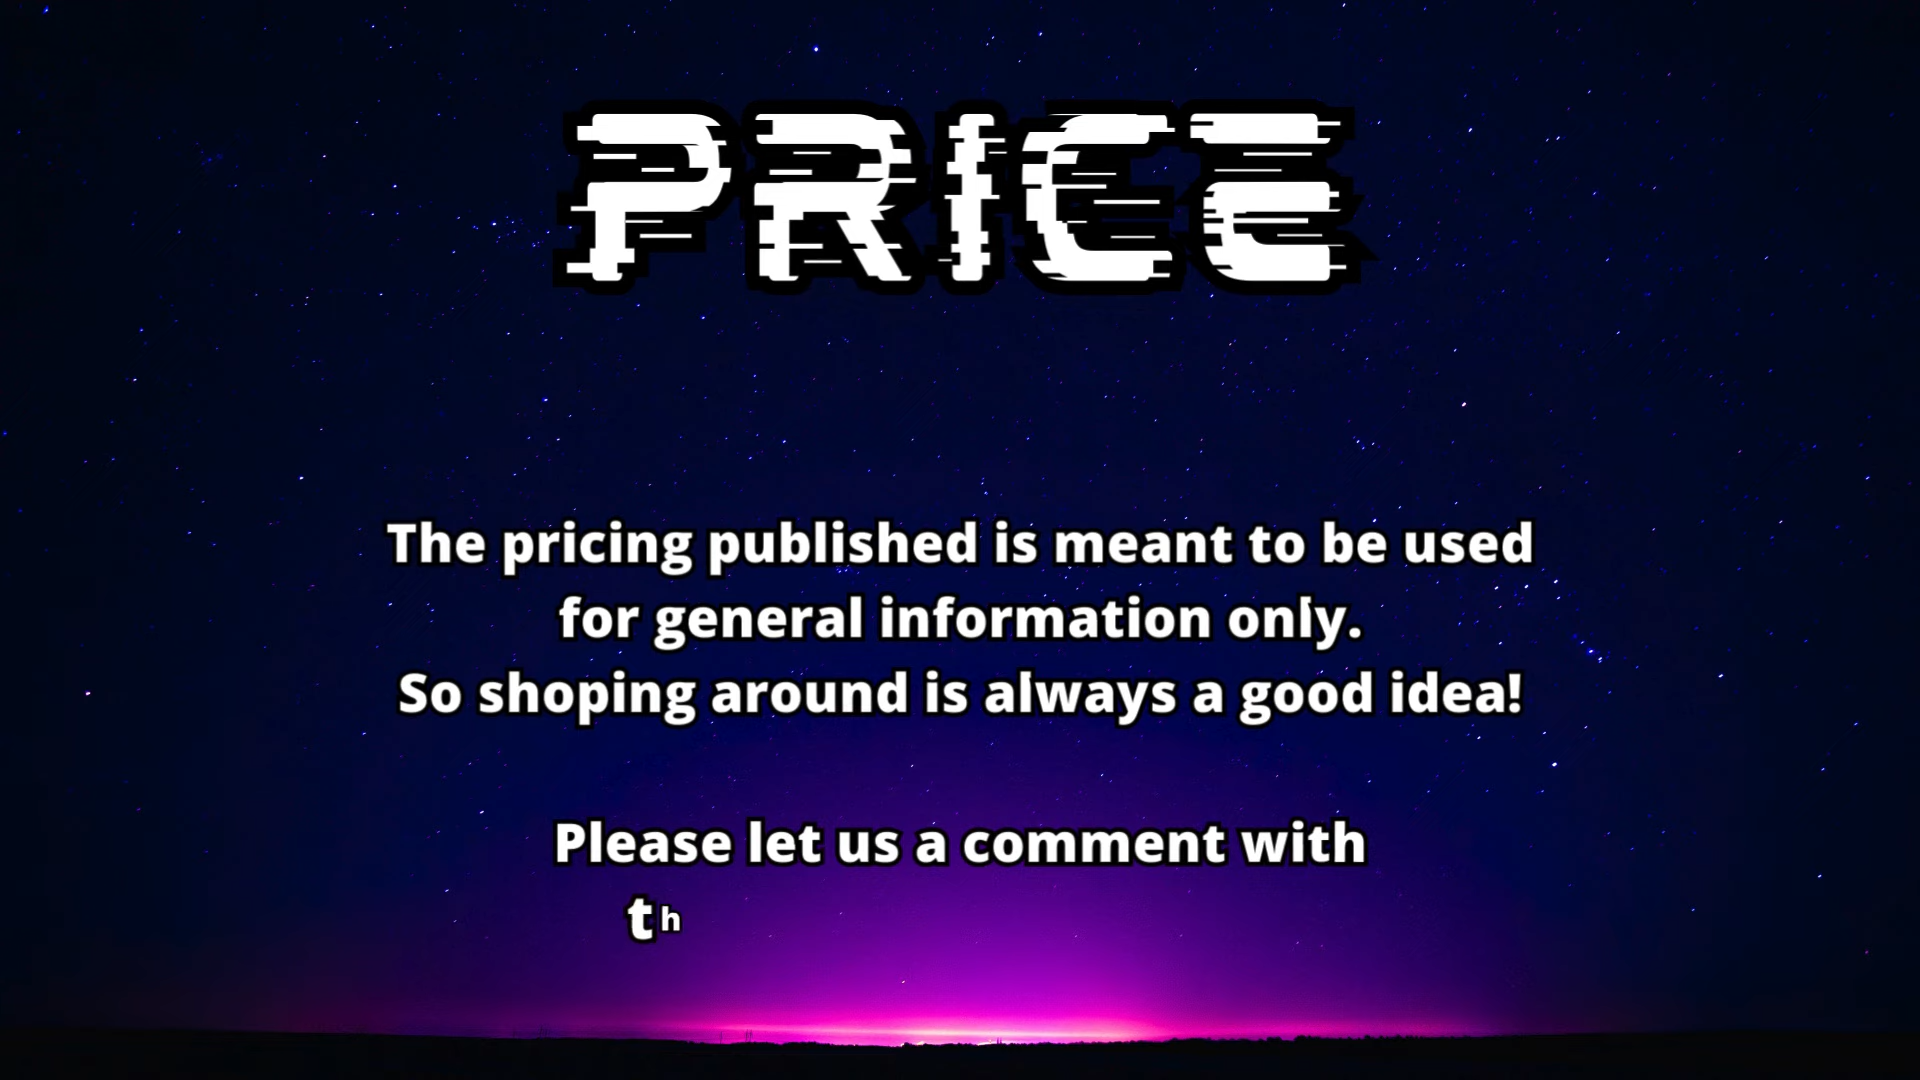 PRICE
The pricing published is meant to be used
for general information only.
So shoping around is always a good idea!
Please let us a comment with
th